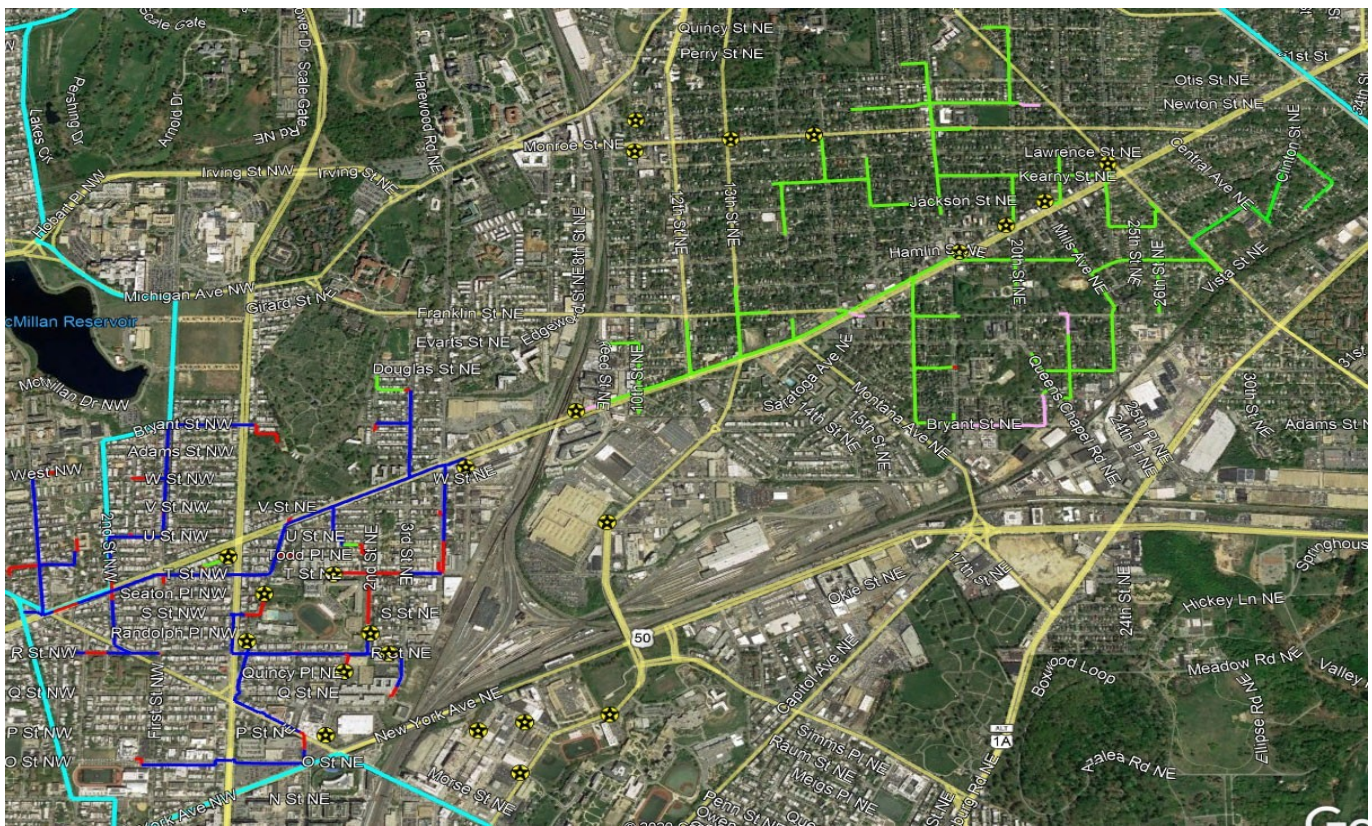 Scale Gate
Scale Gate
Quincy St NE
Perry St NE
31st St
Otis St NE
Newton St NE
Pershing Dr
Arnold Dr
Lakes Ck
Harewood Rd NE
Monroe St NE
Lawrence St NE
Central Ave NE
Clinton St NE
Irving St NW
Irving St NE
Kearny St NE
Hobart Pl NW
12th St NE
13th St NE
Jackson St NE
8th St NE
Hamlin St NE
20th St NE
Mills Ave NE
25th St NE
26th St NE
Vista St NE
Michigan Ave NW
Girard St NE
Franklin St NE
Edgewood St NE
Evarts St NE
Reed St NE
10th St NE
Douglas St NE
McMillan Dr NW
Saratoga Ave NE
14th St NE
15th St NE
Montana Ave NE
Queens Chapel Rd NE
25th Pl NE
24th Pl NE
30th St NE
31st
Bryant St NW
Bryant St NE
Adams St NW
Adams St N
West NW
W St NW
W St NE
V St NW
V St NE
U St NW
U St NE
2nd St NW
Todd Pl NE
2nd St NE
3rd St NE
T St NW
T St NE
17th St NE
Okie St NE
24th St NE
Springhous
Seaton Pl NW
S St NW
S St NE
Hickey Ln NE
Randolph Pl NW
R St NW
R St NE
50
Boxwood Loop
Meadow Rd NE
Valley
Quincy Pl NE
Q St NW
Q St NE
First St NW
Capitol Ave NE
Ellipse Rd NE
P St NW
P St NE
New York Ave NE
ALT
1A
O St NW
O St NE
Simms Pl NE
Raum St NE
Meigs Pl NE
Azalea Rd NE
Morse St NE
N St NE
York Ave NW
Penn St NE